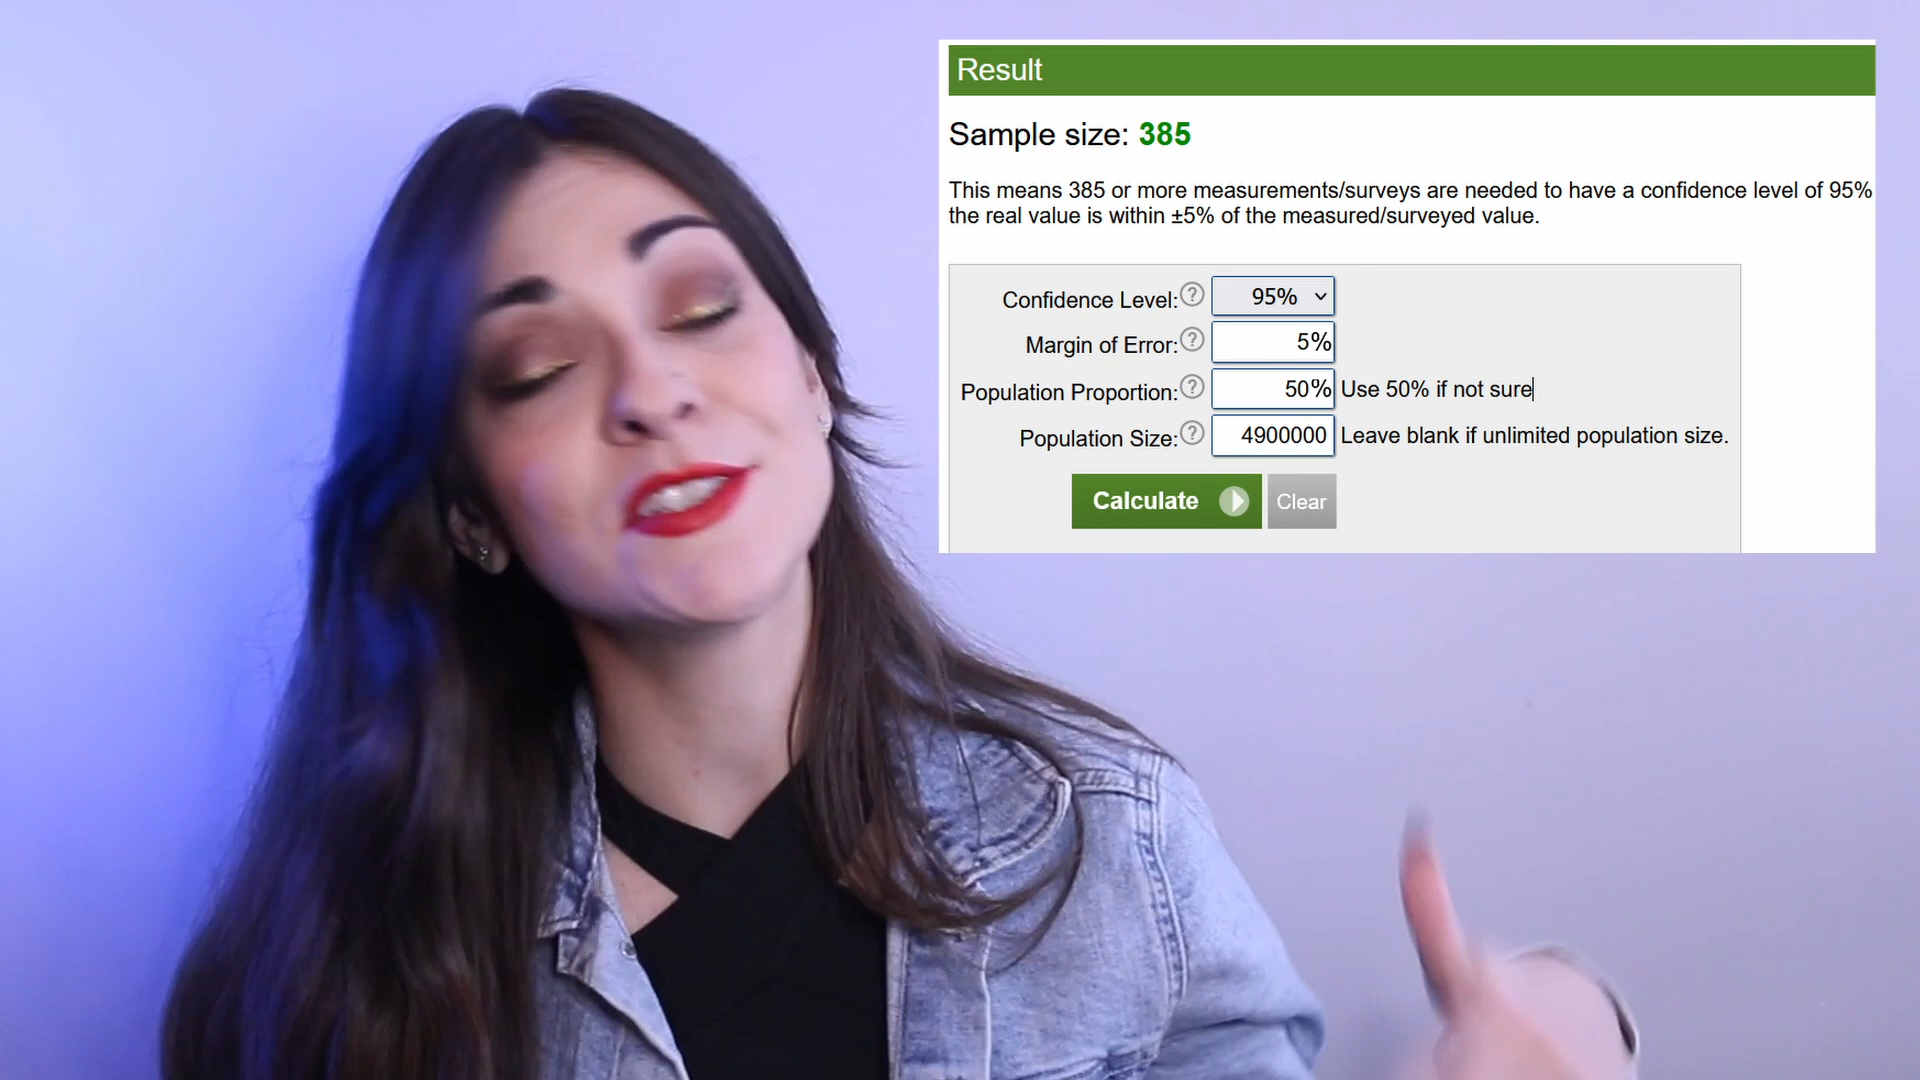 Result
Sample size: 385
This means 385 or more measurements/surveys are needed to have a confidence level of 95%
the real value is within ±5% of the measured/surveyed value.
Confidence Level: ? 95%
Margin of Error: ? 5%
Population Proportion: ? 50% Use 50% if not sure
Population Size: ? 4900000 Leave blank if unlimited population size.
Calculate Clear